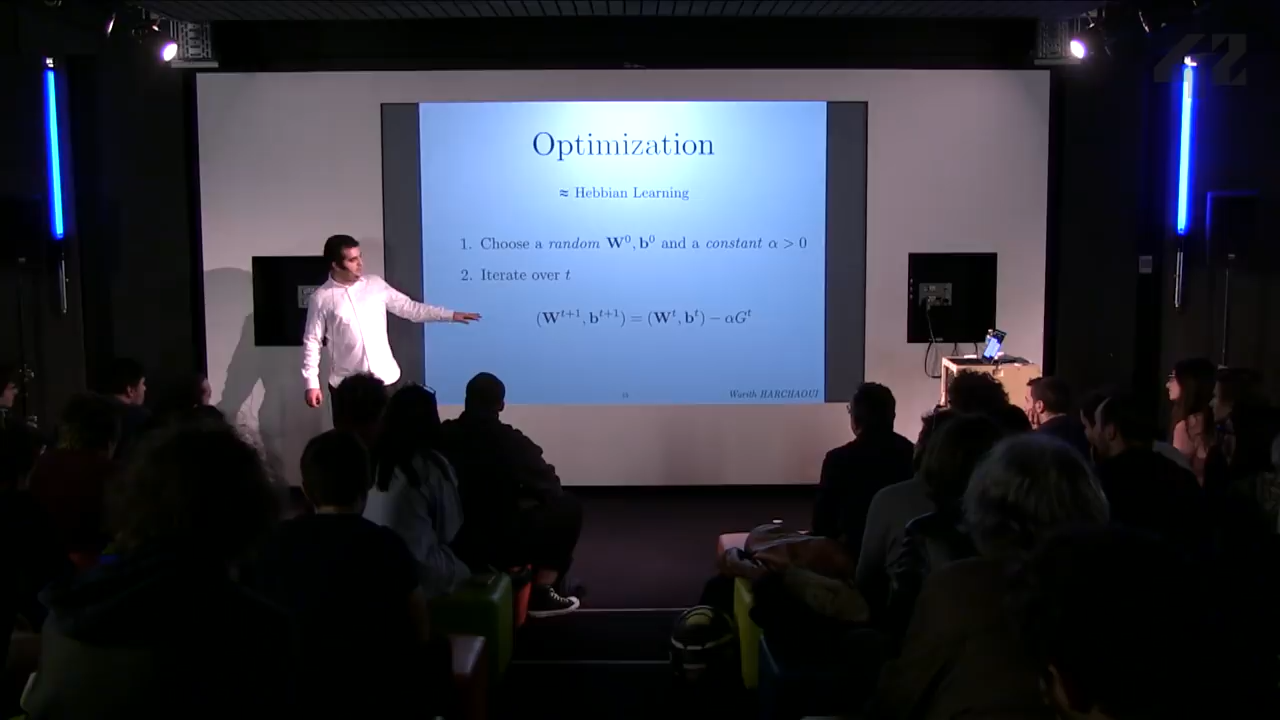 42
Optimization
≈ Hebbian Learning
1. Choose a random W⁰, b⁰ and a constant α > 0
2. Iterate over t
(Wᵗ⁺¹, bᵗ⁺¹) = (Wᵗ, bᵗ) − αGᵗ
Warith HARCHAOUI